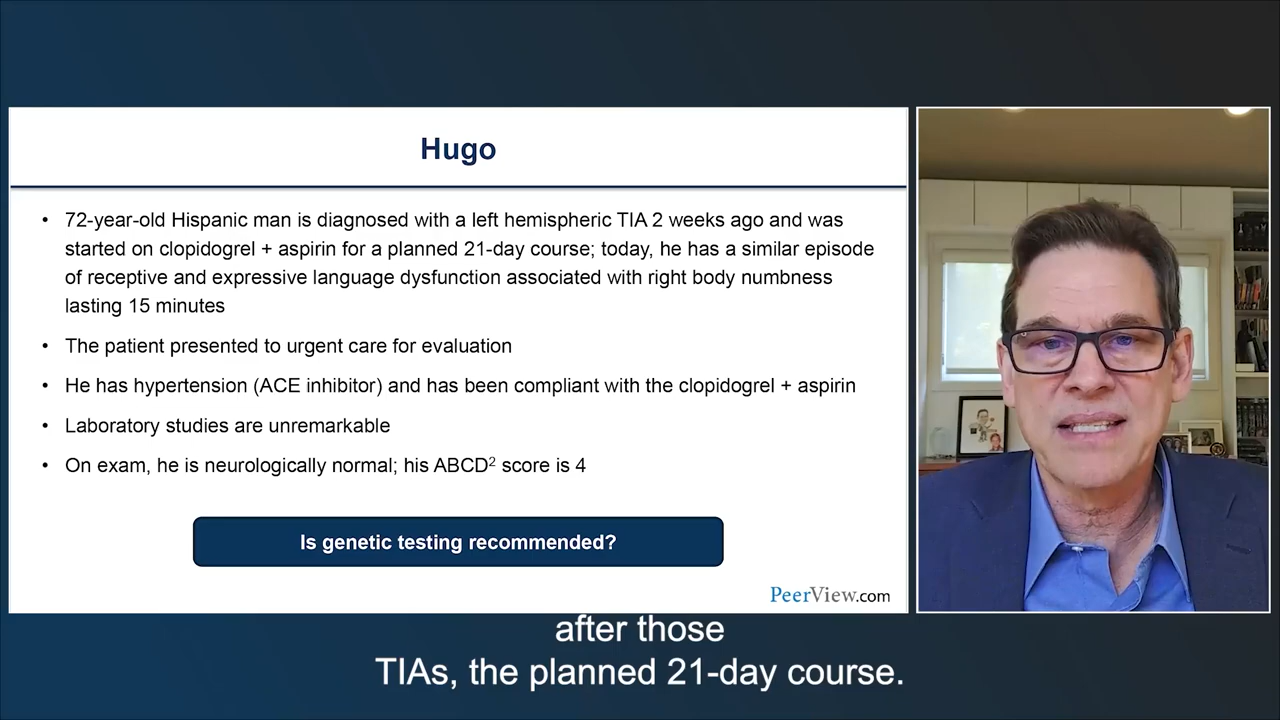 Hugo
• 72-year-old Hispanic man is diagnosed with a left hemispheric TIA 2 weeks ago and was
started on clopidogrel + aspirin for a planned 21-day course; today, he has a similar episode
of receptive and expressive language dysfunction associated with right body numbness
lasting 15 minutes
• The patient presented to urgent care for evaluation
• He has hypertension (ACE inhibitor) and has been compliant with the clopidogrel + aspirin
• Laboratory studies are unremarkable
• On exam, he is neurologically normal; his ABCD² score is 4
Is genetic testing recommended?
PeerView.com
after those
TIAs, the planned 21-day course.